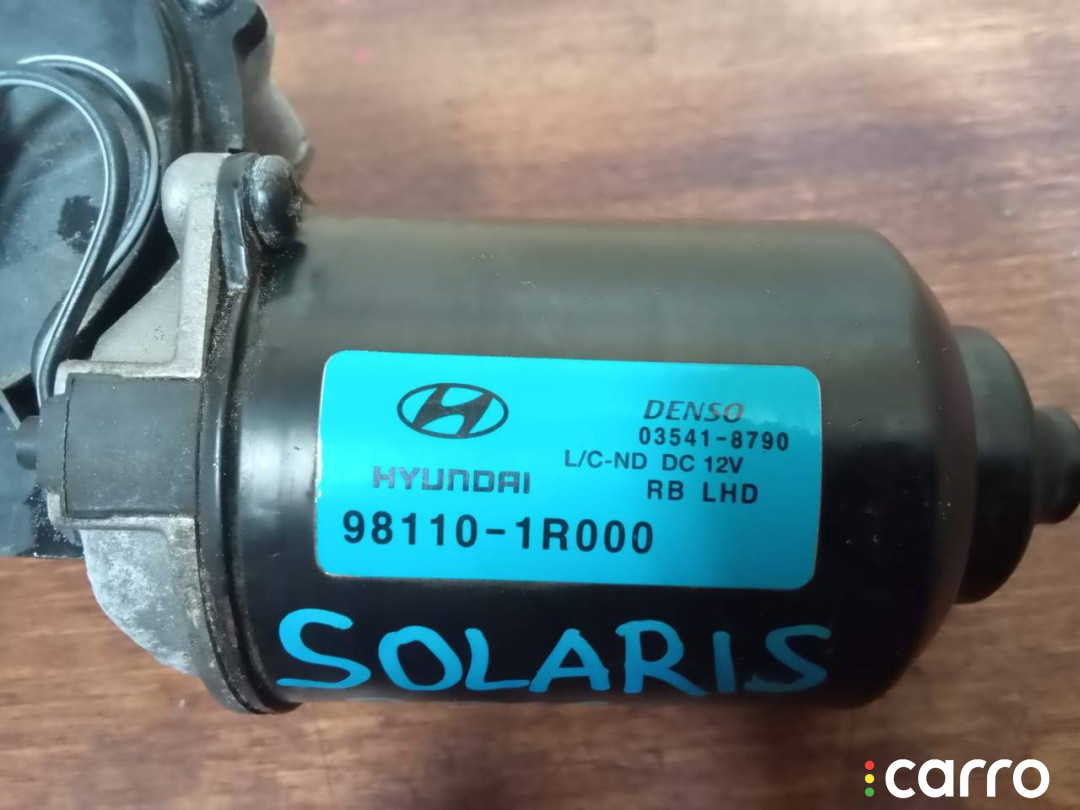 HYUNDAI
DENSO
03541-8790
L/C-ND DC 12V
RB LHD
98110-1R000
SOLARIS
carro